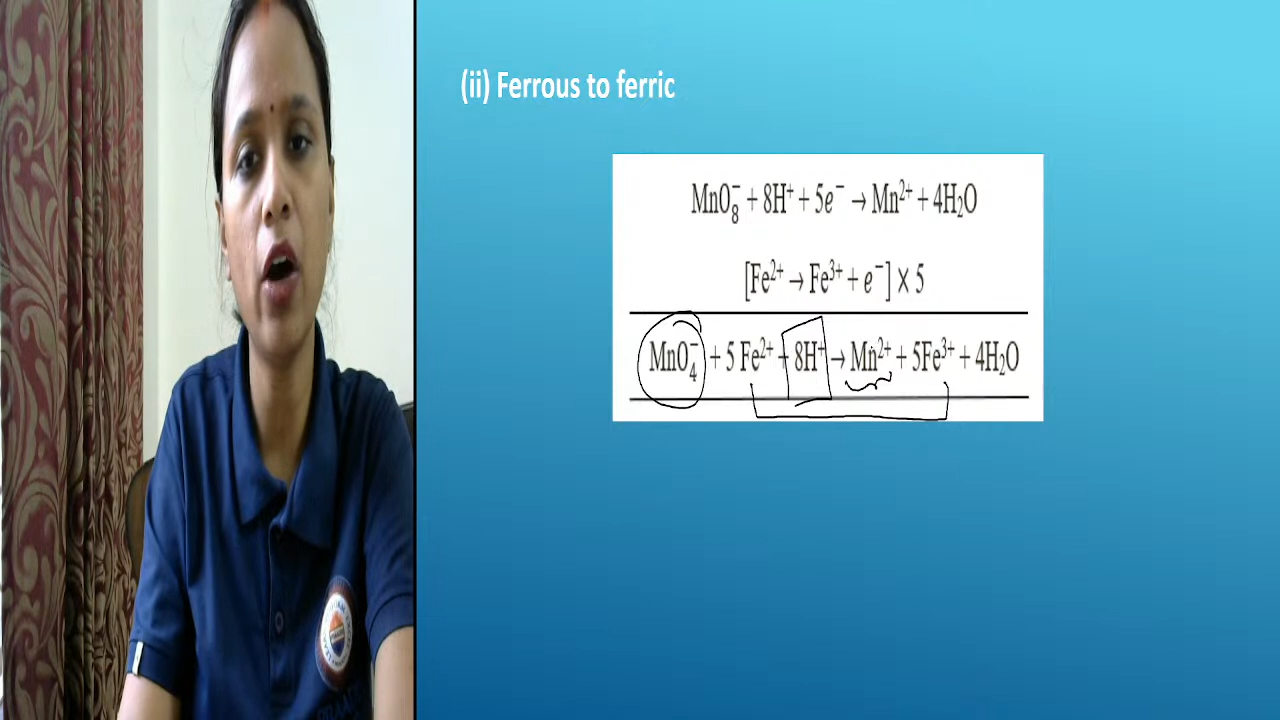 (ii) Ferrous to ferric
MnO₈⁻ + 8H⁺ + 5e⁻ → Mn²⁺ + 4H₂O
[Fe²⁺ → Fe³⁺ + e⁻] × 5
MnO₄⁻ + 5 Fe²⁺ + 8H⁺ → Mn²⁺ + 5Fe³⁺ + 4H₂O